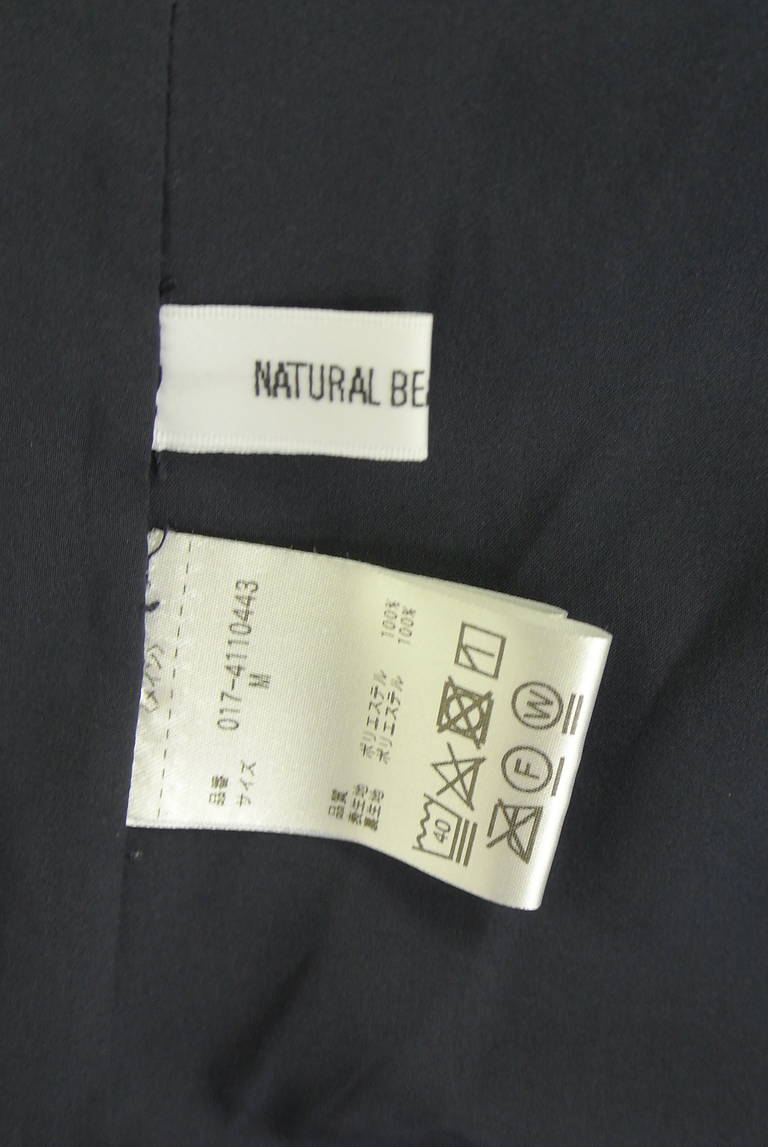 NATURAL BE
品番 017-4110443
サイズ M
品質
表生地 ポリエステル 100%
裏生地 ポリエステル 100%
40
F W